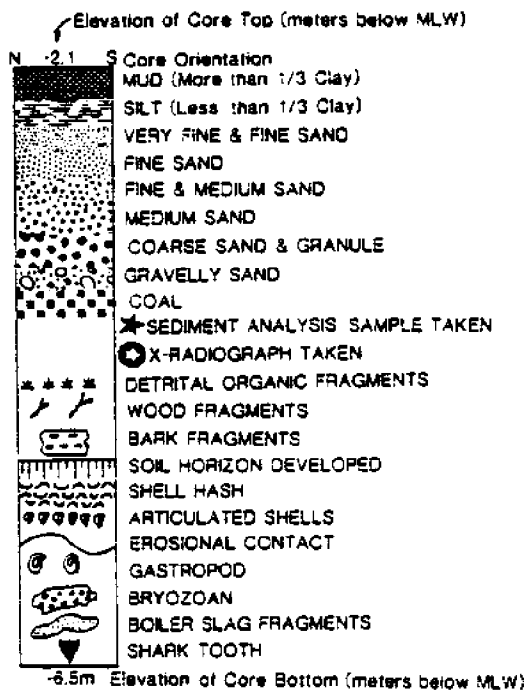 Elevation of Core Top (meters below MLW)
N -2.1 S Core Orientation
MUD (More than 1/3 Clay)
SILT (Less than 1/3 Clay)
VERY FINE & FINE SAND
FINE SAND
FINE & MEDIUM SAND
MEDIUM SAND
COARSE SAND & GRANULE
GRAVELLY SAND
COAL
SEDIMENT ANALYSIS SAMPLE TAKEN
X-RADIOGRAPH TAKEN
DETRITAL ORGANIC FRAGMENTS
WOOD FRAGMENTS
BARK FRAGMENTS
SOIL HORIZON DEVELOPED
SHELL HASH
ARTICULATED SHELLS
EROSIONAL CONTACT
GASTROPOD
BRYOZOAN
BOILER SLAG FRAGMENTS
SHARK TOOTH
-6.5m Elevation of Core Bottom (meters below MLW)